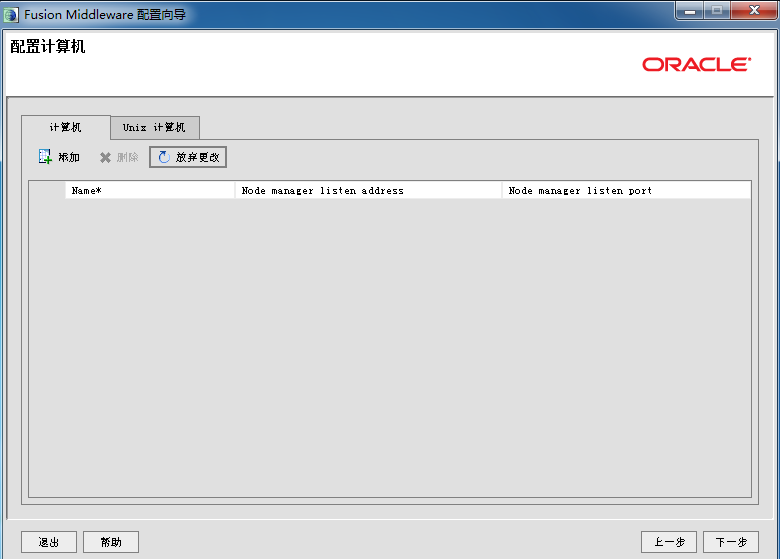 Fusion Middleware 配置向导
配置计算机
ORACLE
计算机 Unix 计算机
添加 删除 放弃更改
Name* Node manager listen address Node manager listen port
退出 帮助 上一步 下一步